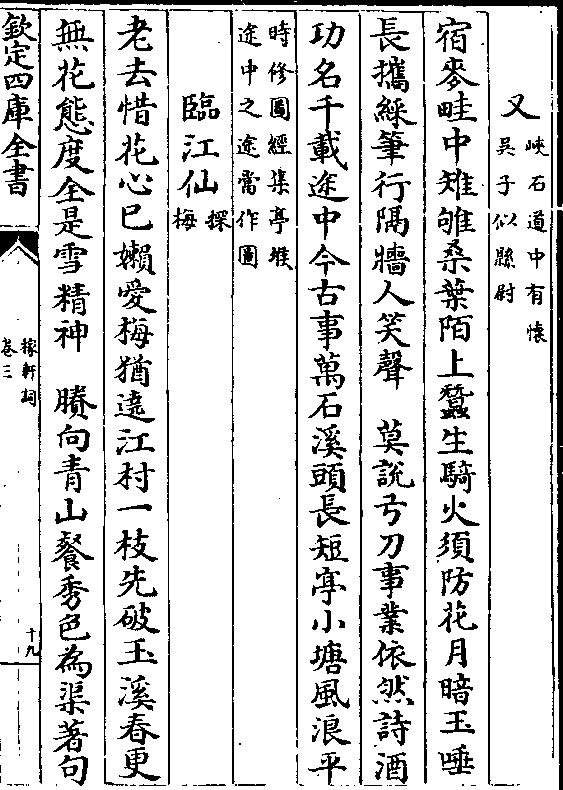 又 峽石道中有懷
吳子似縣尉
宿麥畦中雉雊桑葉陌上蠶生騎火須防花月暗玉唾
長攜綵筆行隔牆人笑聲 莫說弓刀事業依然詩酒
功名千載途中今古事萬石溪頭長短亭小塘風浪平
時修圖經集亭堠
途中之途當作圖
臨江仙 探
梅
老去惜花心已嬾愛梅猶遶江村一枝先破玉溪春更
無花態度全是雪精神 賸向青山餐秀色為渠著句
欽定四庫全書
稼軒詞
卷三
十九